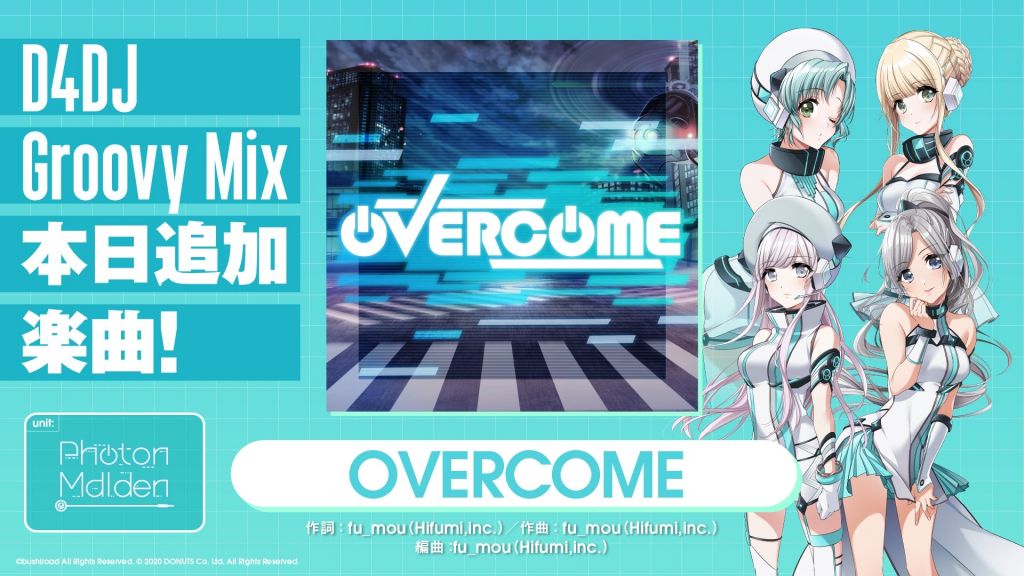 D4DJ
Groovy Mix
本日追加
楽曲!
OVERCOME
unit:
Photon
Maiden
OVERCOME
作詞：fu_mou(Hifumi,inc.)／作曲：fu_mou(Hifumi,inc.)
編曲:fu_mou(Hifumi,inc.)
©bushiroad All Rights Reserved. © 2020 DONUTS Co. Ltd. All Rights Reserved.